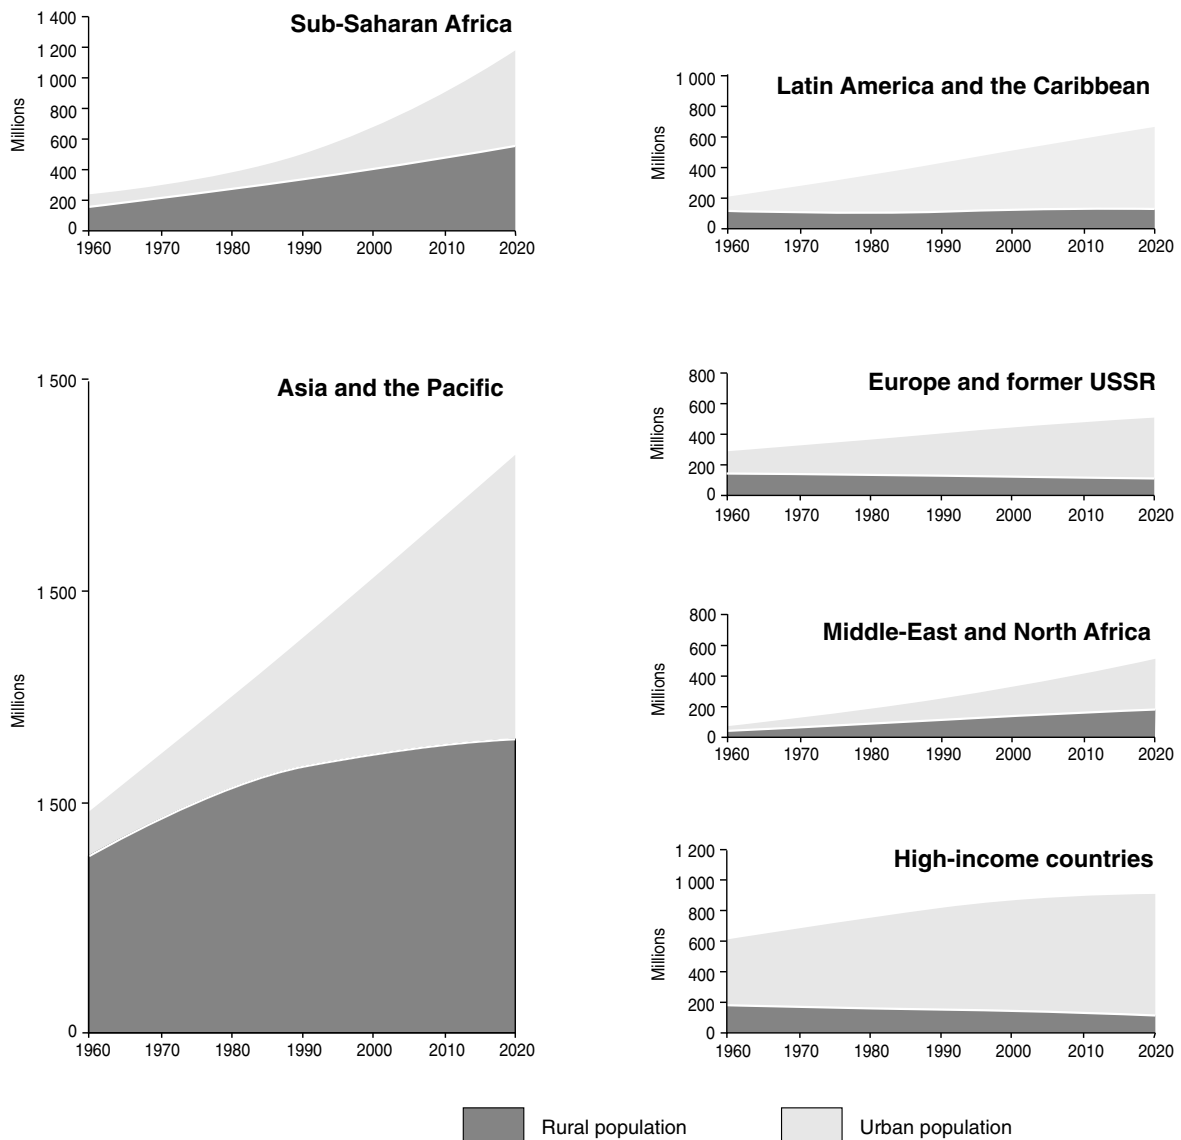 Sub-Saharan Africa
Millions
1 400
1 200
1 000
800
600
400
200
0
1960 1970 1980 1990 2000 2010 2020
Latin America and the Caribbean
Millions
1 000
800
600
400
200
0
1960 1970 1980 1990 2000 2010 2020
Asia and the Pacific
Millions
1 500
1 500
1 500
0
1960 1970 1980 1990 2000 2010 2020
Europe and former USSR
Millions
800
600
400
200
0
1960 1970 1980 1990 2000 2010 2020
Middle-East and North Africa
Millions
800
600
400
200
0
1960 1970 1980 1990 2000 2010 2020
High-income countries
Millions
1 200
1 000
800
600
400
200
0
1960 1970 1980 1990 2000 2010 2020
Rural population
Urban population